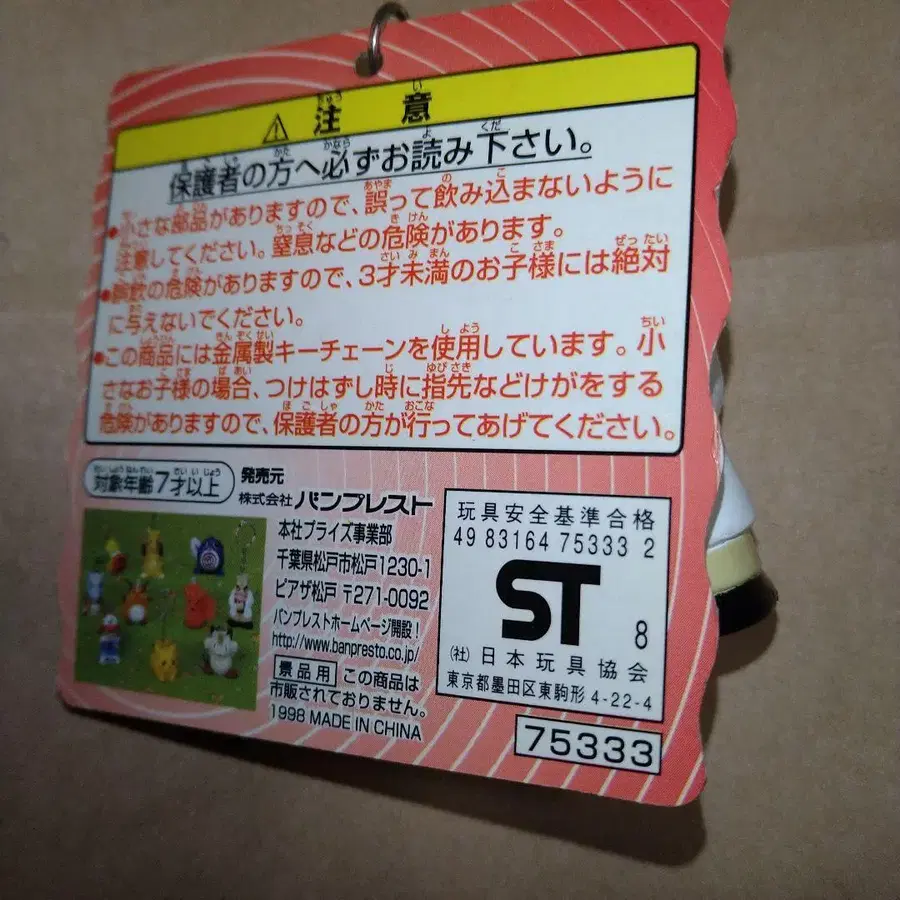 ⚠ 注意
保護者の方へ必ずお読み下さい。
●小さな部品がありますので、誤って飲み込まないように
注意してください。窒息などの危険があります。
●誤飲の危険がありますので、3才未満のお子様には絶対
に与えないでください。
●この商品には金属製キーチェーンを使用しています。小
さなお子様の場合、つけはずし時に指先などけがをする
危険がありますので、保護者の方が行ってあげてください。
対象年齢7才以上
発売元
株式会社 バンプレスト
本社プライズ事業部
千葉県松戸市松戸1230-1
ピアザ松戸 〒271-0092
バンプレストホームページ開設!
http://www.banpresto.co.jp/
景品用 この商品は
市販されておりません。
1998 MADE IN CHINA
玩具安全基準合格
49 83164 75333 2
ST 8
(社) 日本玩具協会
東京都墨田区東駒形 4-22-4
75333